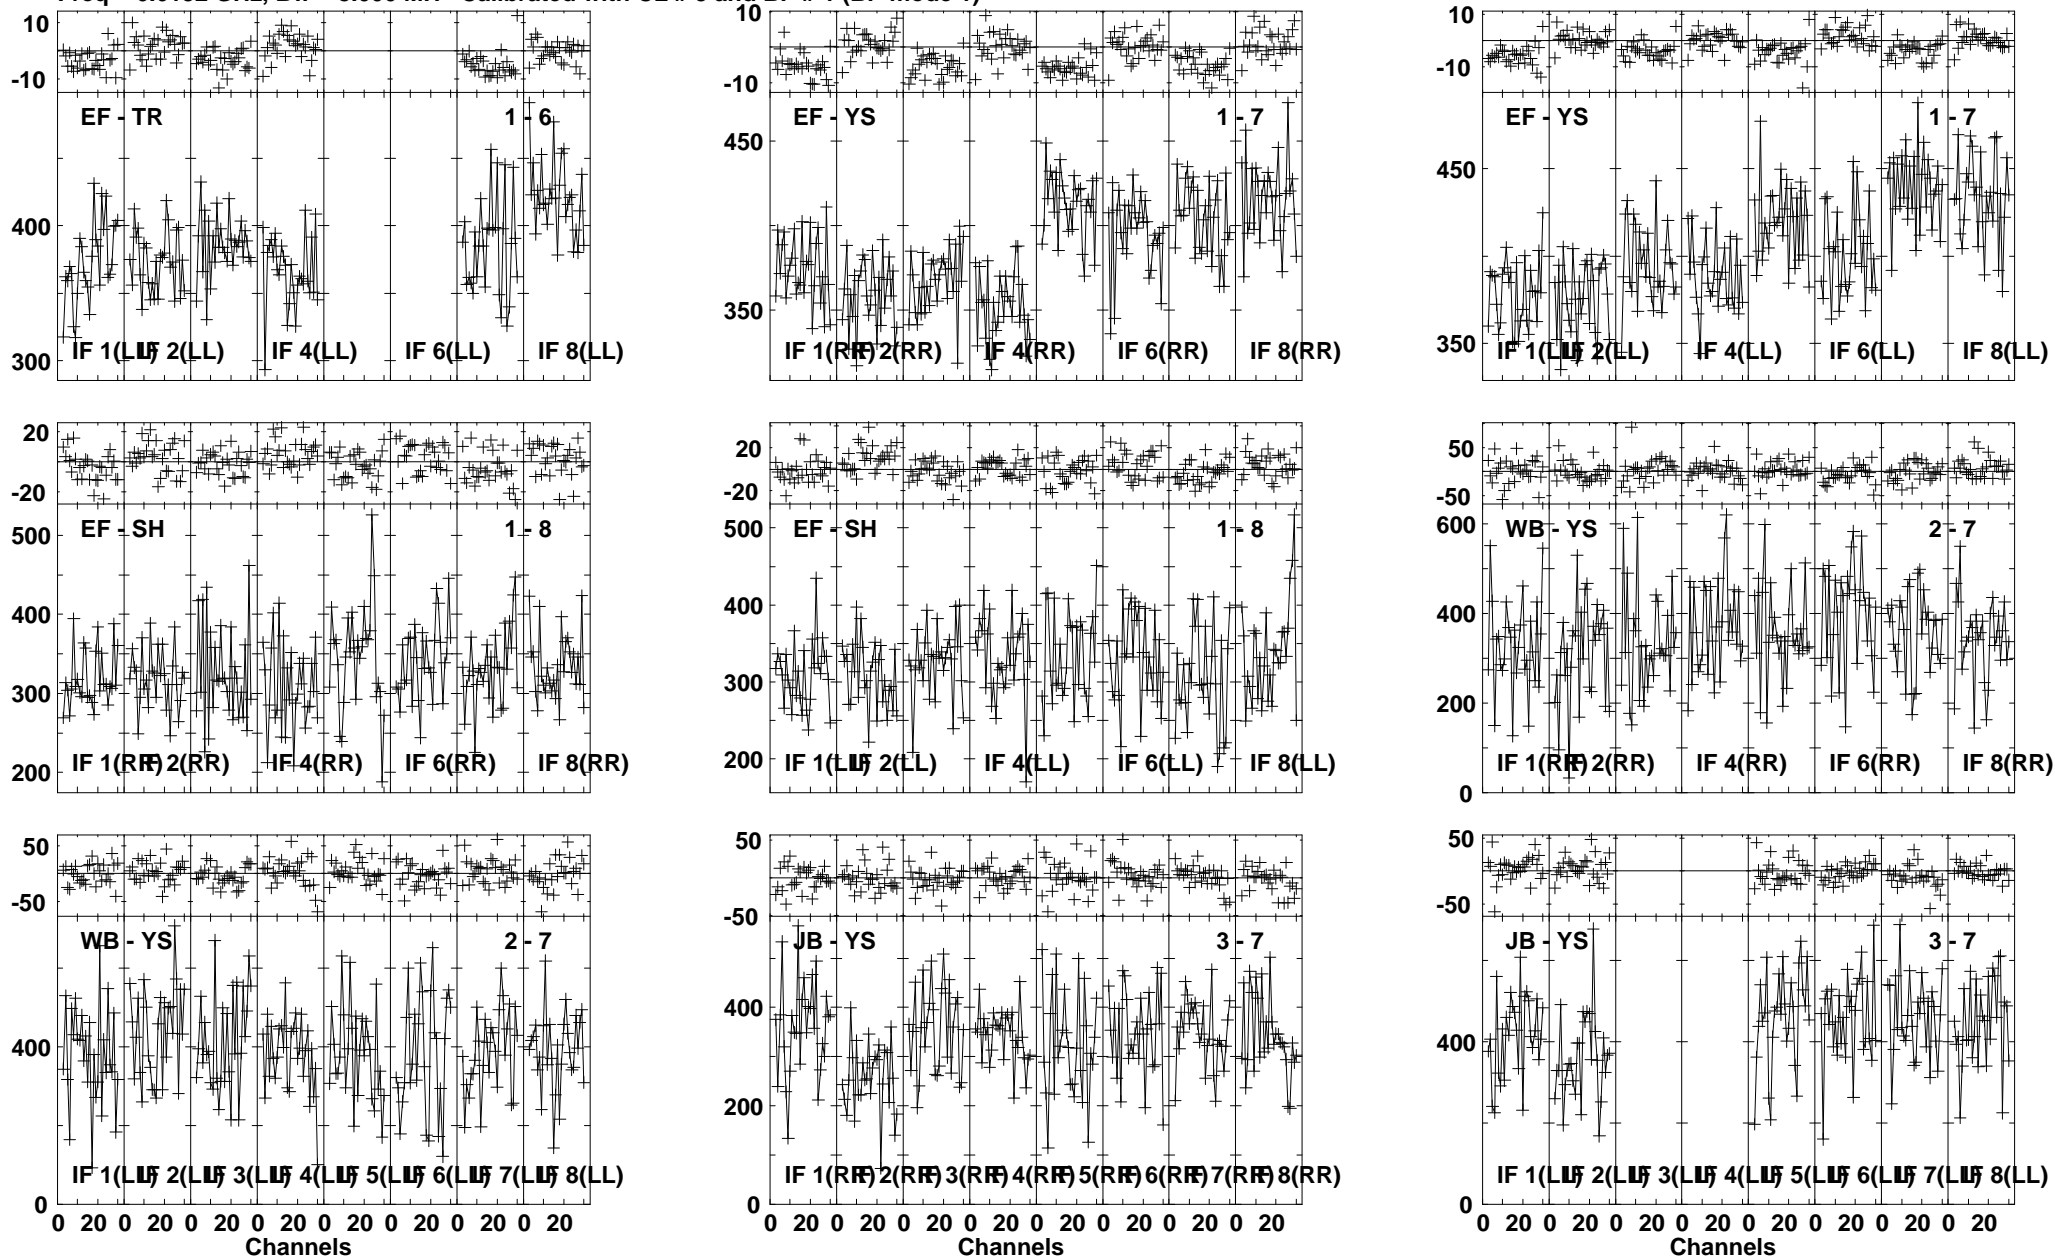 10
-10
EF - TR
1 - 6
400
300
IF 1(LL)
IF 2(LL)
IF 4(LL)
IF 6(LL)
IF 8(LL)
10
-10
EF - YS
1 - 7
450
350
IF 1(RR)
IF 2(RR)
IF 4(RR)
IF 6(RR)
IF 8(RR)
10
-10
EF - YS
1 - 7
450
350
IF 1(LL)
IF 2(LL)
IF 4(LL)
IF 6(LL)
IF 8(LL)
20
-20
EF - SH
1 - 8
500
400
300
200
IF 1(RR)
IF 2(RR)
IF 4(RR)
IF 6(RR)
IF 8(RR)
20
-20
EF - SH
1 - 8
500
400
300
200
IF 1(LL)
IF 2(LL)
IF 4(LL)
IF 6(LL)
IF 8(LL)
50
-50
WB - YS
2 - 7
600
400
200
0
IF 1(RR)
IF 2(RR)
IF 4(RR)
IF 6(RR)
IF 8(RR)
50
-50
WB - YS
2 - 7
400
0
IF 1(LL)
IF 2(LL)
IF 3(LL)
IF 4(LL)
IF 5(LL)
IF 6(LL)
IF 7(LL)
IF 8(LL)
0 20 0 20 0 20 0 20 0 20 0 20 0 20 0 20
Channels
50
-50
JB - YS
3 - 7
400
200
0
IF 1(RR)
IF 2(RR)
IF 3(RR)
IF 4(RR)
IF 5(RR)
IF 6(RR)
IF 7(RR)
IF 8(RR)
0 20 0 20 0 20 0 20 0 20 0 20 0 20 0 20
Channels
50
-50
JB - YS
3 - 7
400
0
IF 1(LL)
IF 2(LL)
IF 3(LL)
IF 4(LL)
IF 5(LL)
IF 6(LL)
IF 7(LL)
IF 8(LL)
0 20 0 20 0 20 0 20 0 20 0 20 0 20 0 20
Channels